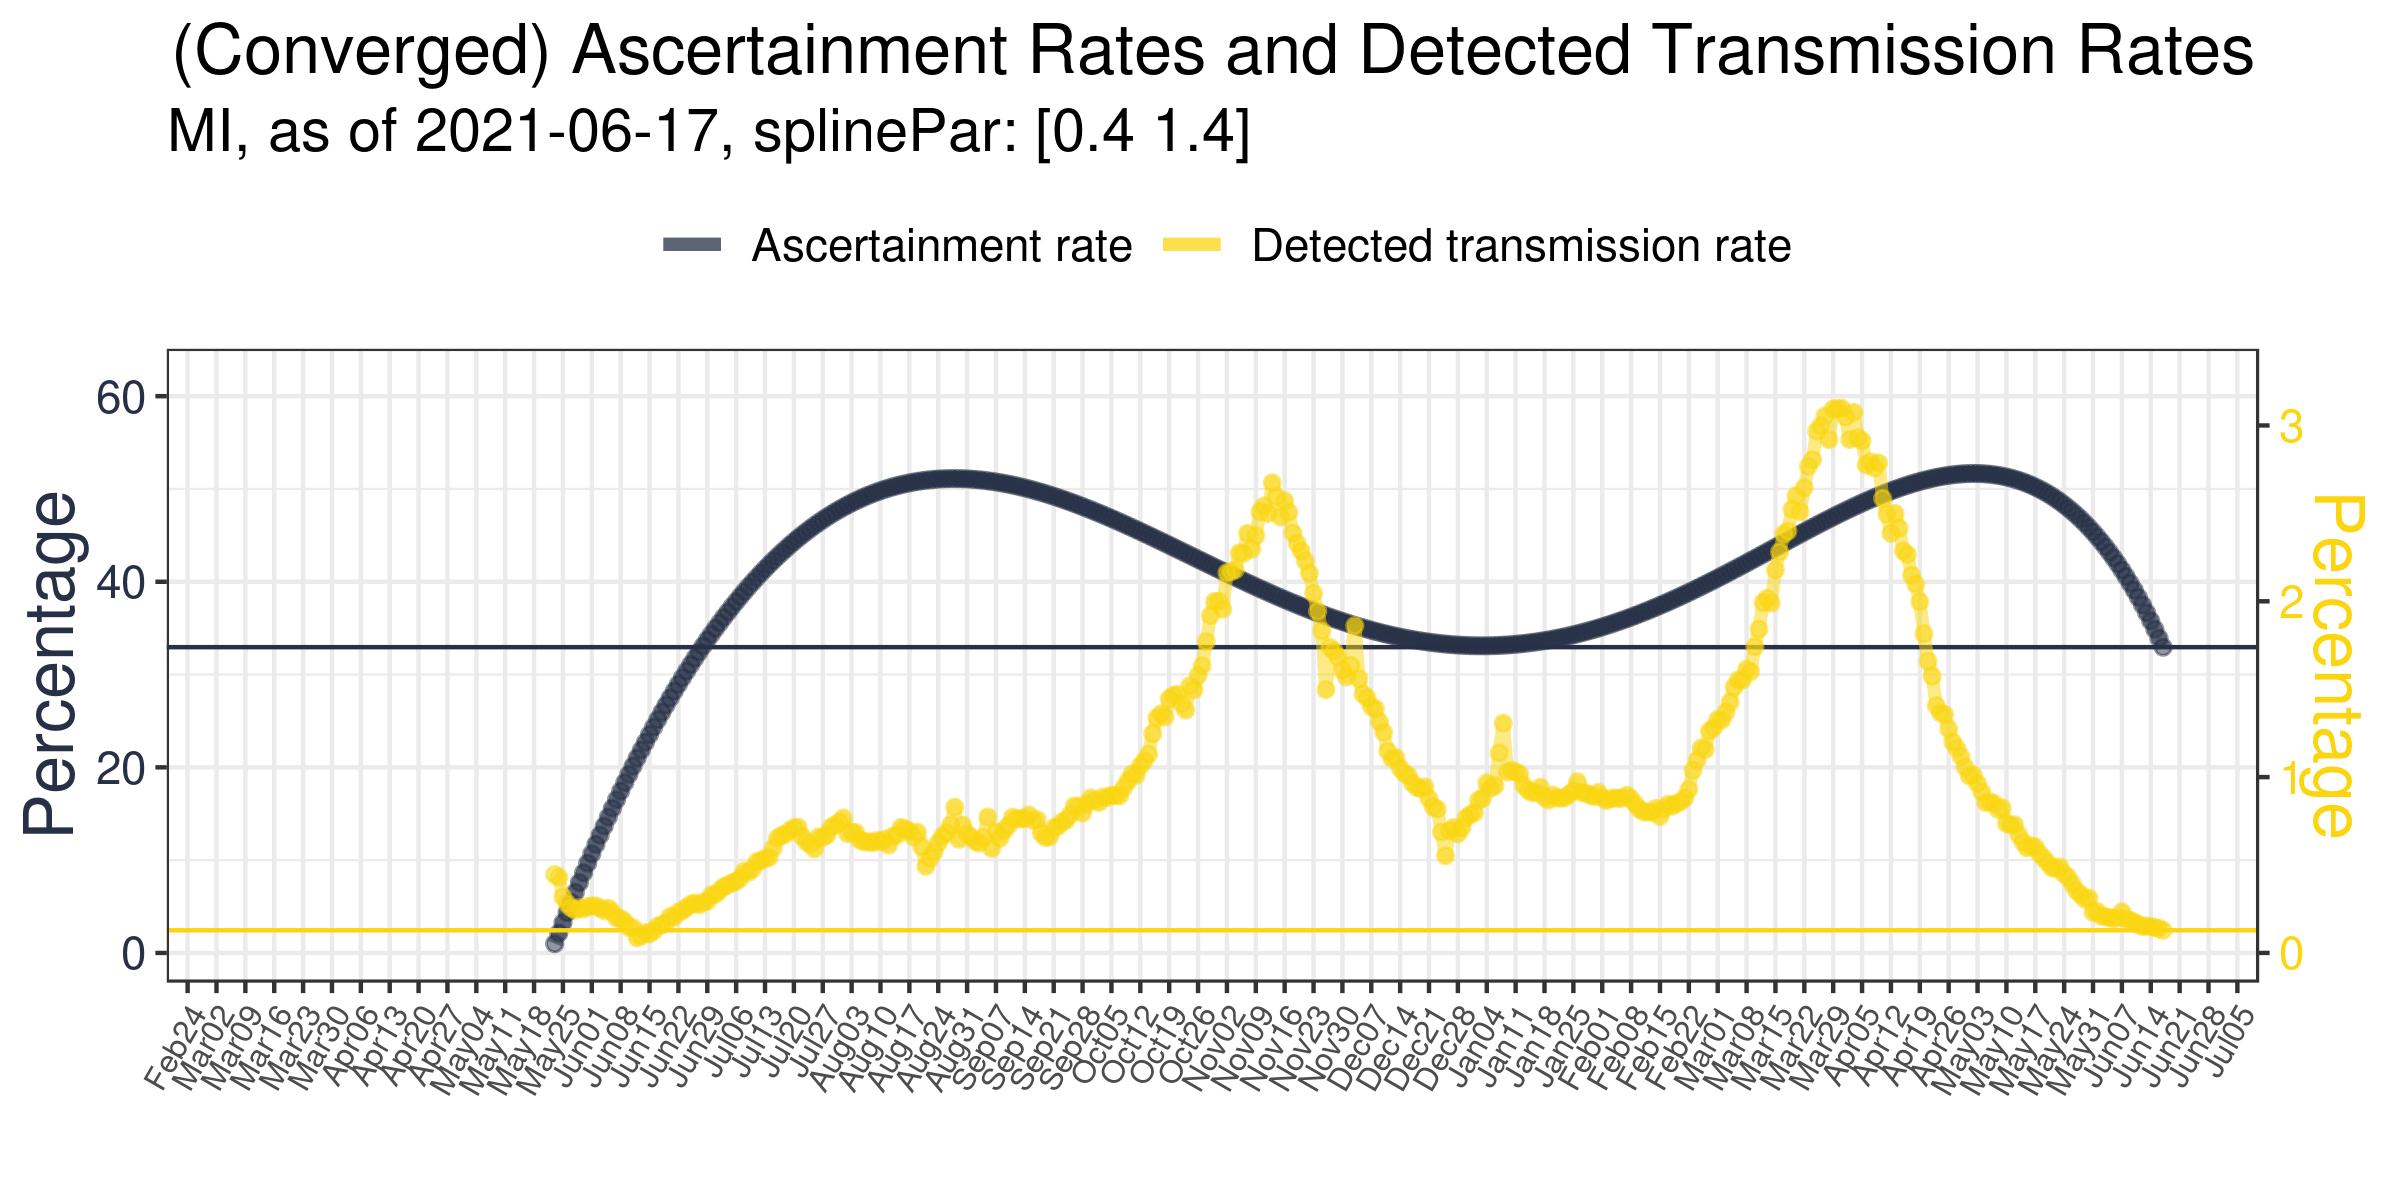 (Converged) Ascertainment Rates and Detected Transmission Rates
MI, as of 2021-06-17, splinePar: [0.4 1.4]
Ascertainment rate Detected transmission rate
Percentage
60
40
20
0
3
2
1
0
Percentage
Feb24 Mar02 Mar09 Mar16 Mar23 Mar30 Apr06 Apr13 Apr20 Apr27 May04 May11 May18 May25 Jun01 Jun08 Jun15 Jun22 Jun29 Jul06 Jul13 Jul20 Jul27 Aug03 Aug10 Aug17 Aug24 Aug31 Sep07 Sep14 Sep21 Sep28 Oct05 Oct12 Oct19 Oct26 Nov02 Nov09 Nov16 Nov23 Nov30 Dec07 Dec14 Dec21 Dec28 Jan04 Jan11 Jan18 Jan25 Feb01 Feb08 Feb15 Feb22 Mar01 Mar08 Mar15 Mar22 Mar29 Apr05 Apr12 Apr19 Apr26 May03 May10 May17 May24 May31 Jun07 Jun14 Jun21 Jun28 Jul05